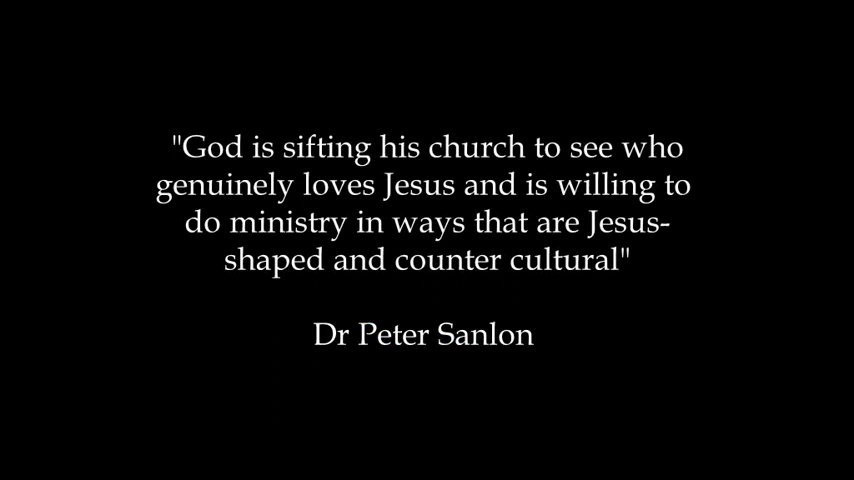 "God is sifting his church to see who
genuinely loves Jesus and is willing to
do ministry in ways that are Jesus-
shaped and counter cultural"
Dr Peter Sanlon